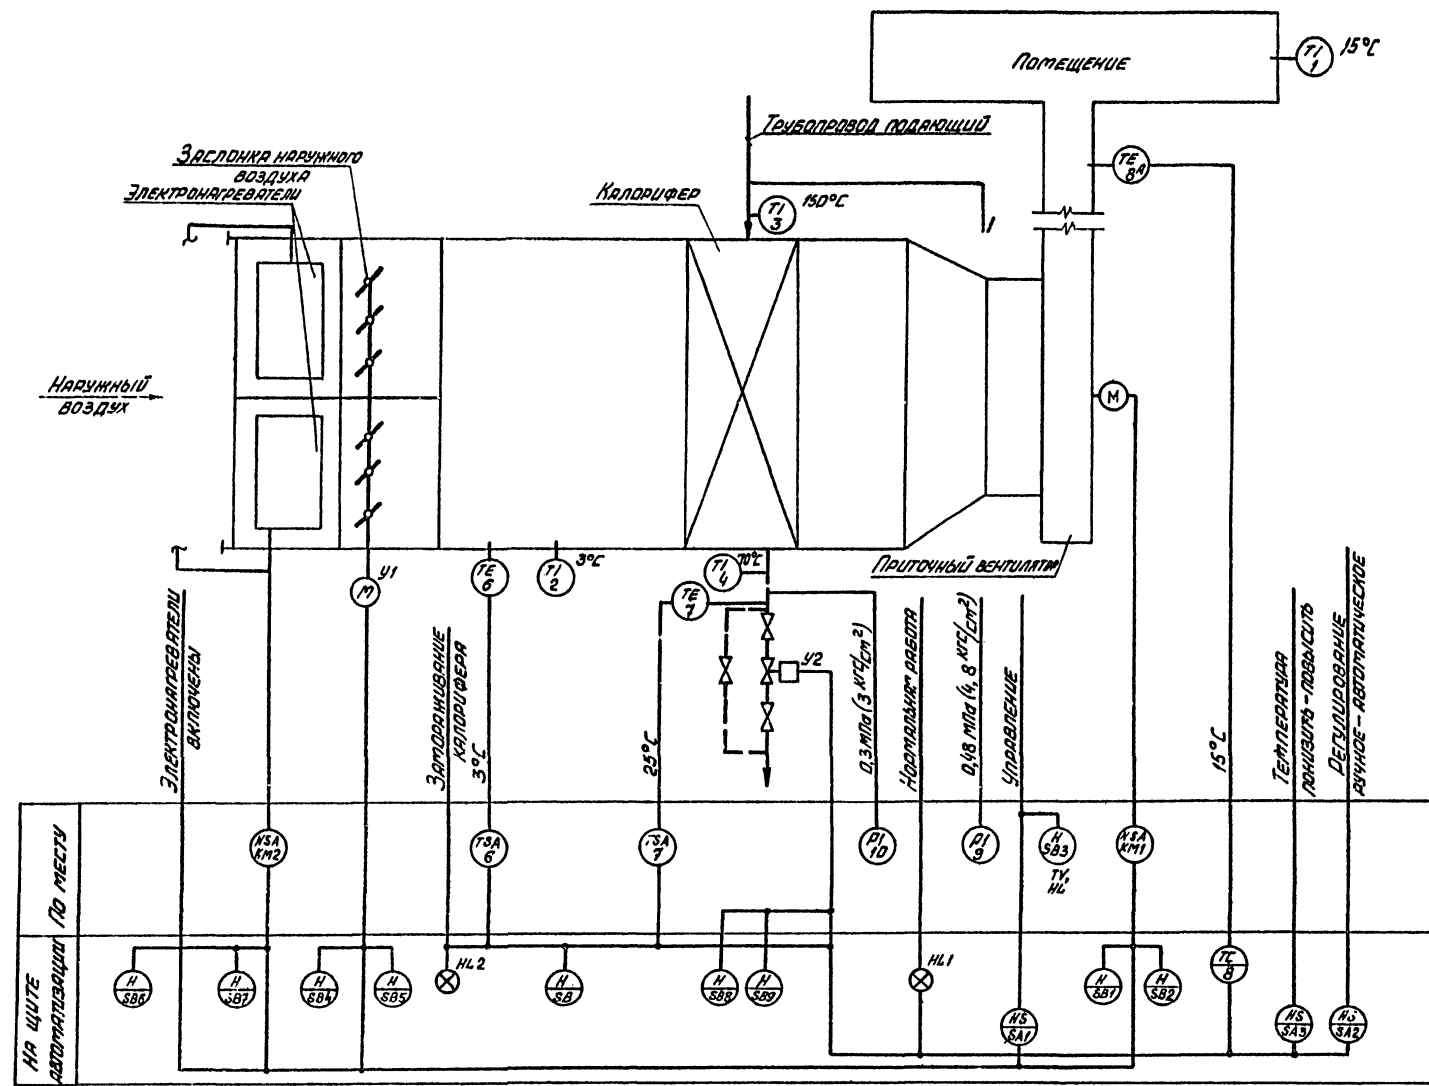 ПОМЕЩЕНИЕ
TI
1
15°C
ТРУБОПРОВОД ПОДАЮЩИЙ
TE
8А
ЗАСЛОНКА НАРУЖНОГО
ВОЗДУХА
ЭЛЕКТРОНАГРЕВАТЕЛИ
КАЛОРИФЕР
TI
3
150°C
НАРУЖНЫЙ
ВОЗДУХ
M
ПРИТОЧНЫЙ ВЕНТИЛЯТОР
M
У1
TE
6
TI
2
3°C
TI
4
70°C
TE
7
У2
ЭЛЕКТРОНАГРЕВАТЕЛИ
ВКЛЮЧЕНЫ
ЗАМОРАЖИВАНИЕ
КАЛОРИФЕРА
3°C
25°C
0,3 МПа (3 кгс/см²)
НОРМАЛЬНАЯ РАБОТА
0,48 МПа (4,8 кгс/см²)
УПРАВЛЕНИЕ
15°C
ТЕМПЕРАТУРА
ПОНИЗИТЬ-ПОВЫСИТЬ
РЕГУЛИРОВАНИЕ
РУЧНОЕ-АВТОМАТИЧЕСКОЕ
ПО МЕСТУ
NSA
KM2
TSA
6
TSA
7
PI
10
PI
9
H
SB3
TV,
HL
NSA
KM1
НА ЩИТЕ
АВТОМАТИЗАЦИИ
H
SB6
H
SB7
H
SB4
H
SB5
HL2
H
SB
H
SB8
H
SB9
HL1
HS
SA1
H
SB1
H
SB2
TC
8
HS
SA3
HS
SA2